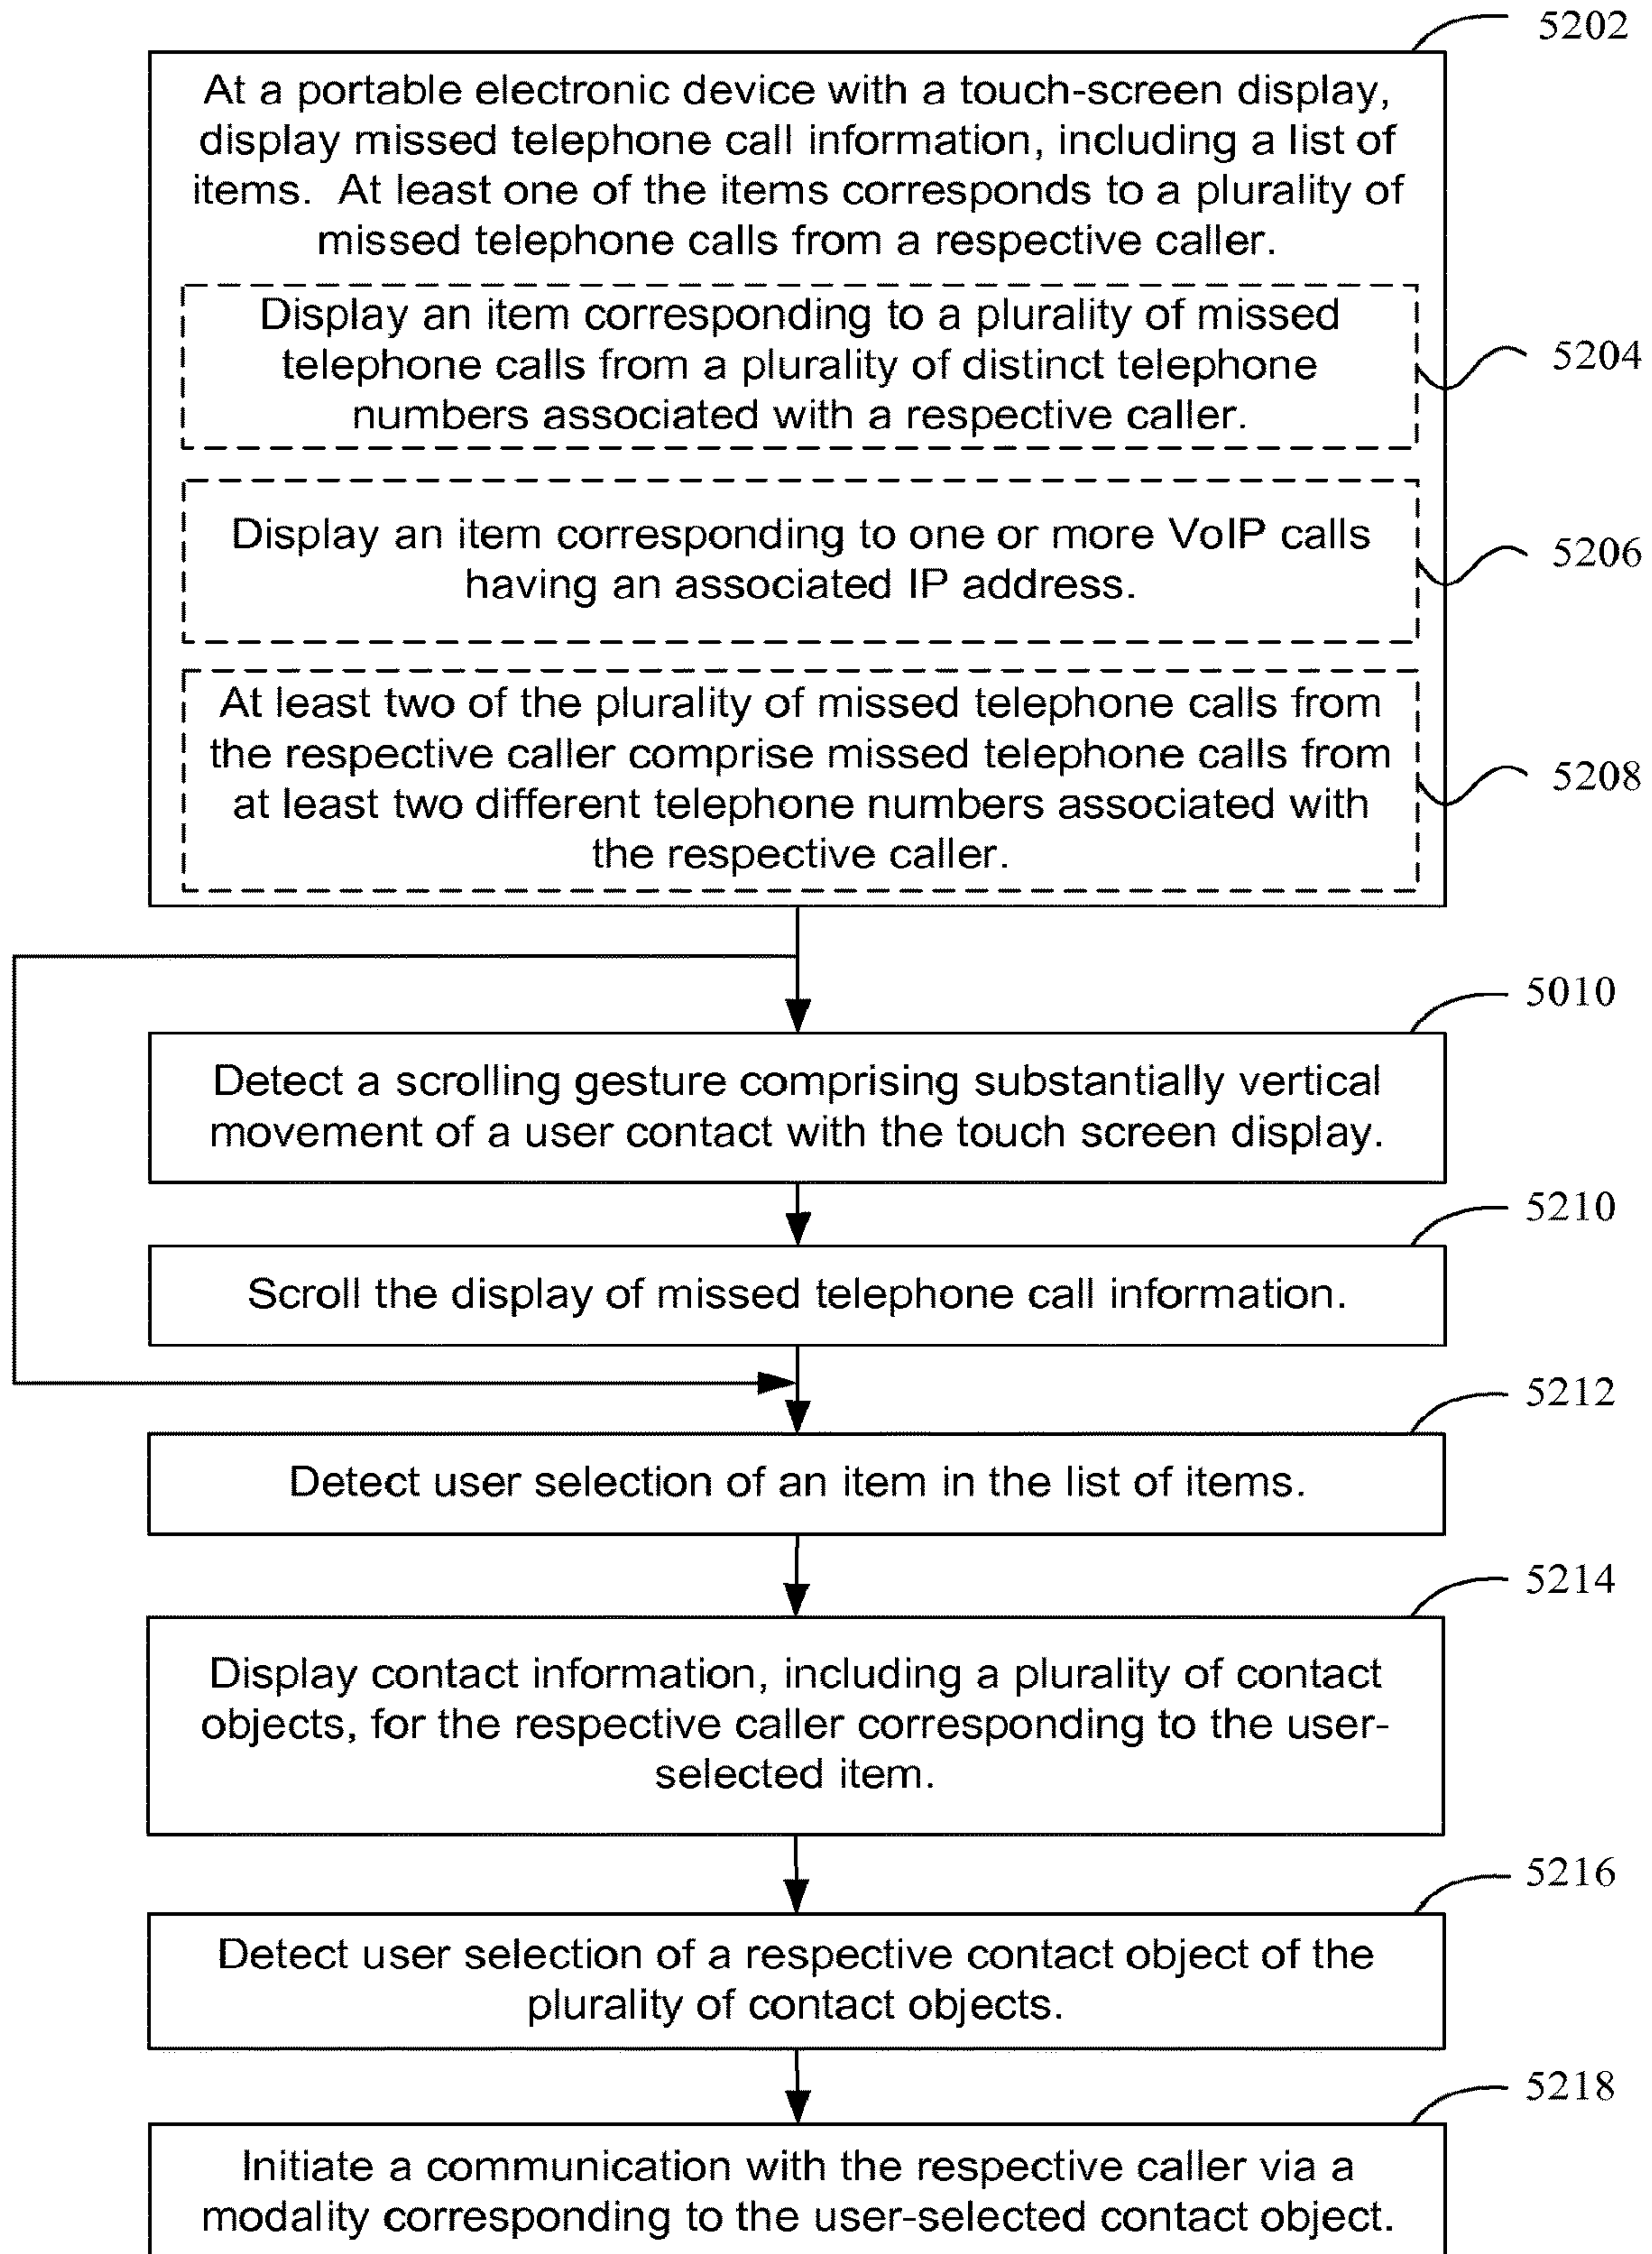 5202
At a portable electronic device with a touch-screen display,
display missed telephone call information, including a list of
items.  At least one of the items corresponds to a plurality of
missed telephone calls from a respective caller.
Display an item corresponding to a plurality of missed
telephone calls from a plurality of distinct telephone
numbers associated with a respective caller.
5204
Display an item corresponding to one or more VoIP calls
having an associated IP address.
5206
At least two of the plurality of missed telephone calls from
the respective caller comprise missed telephone calls from
at least two different telephone numbers associated with
the respective caller.
5208
5010
Detect a scrolling gesture comprising substantially vertical
movement of a user contact with the touch screen display.
5210
Scroll the display of missed telephone call information.
5212
Detect user selection of an item in the list of items.
5214
Display contact information, including a plurality of contact
objects, for the respective caller corresponding to the user-
selected item.
5216
Detect user selection of a respective contact object of the
plurality of contact objects.
5218
Initiate a communication with the respective caller via a
modality corresponding to the user-selected contact object.